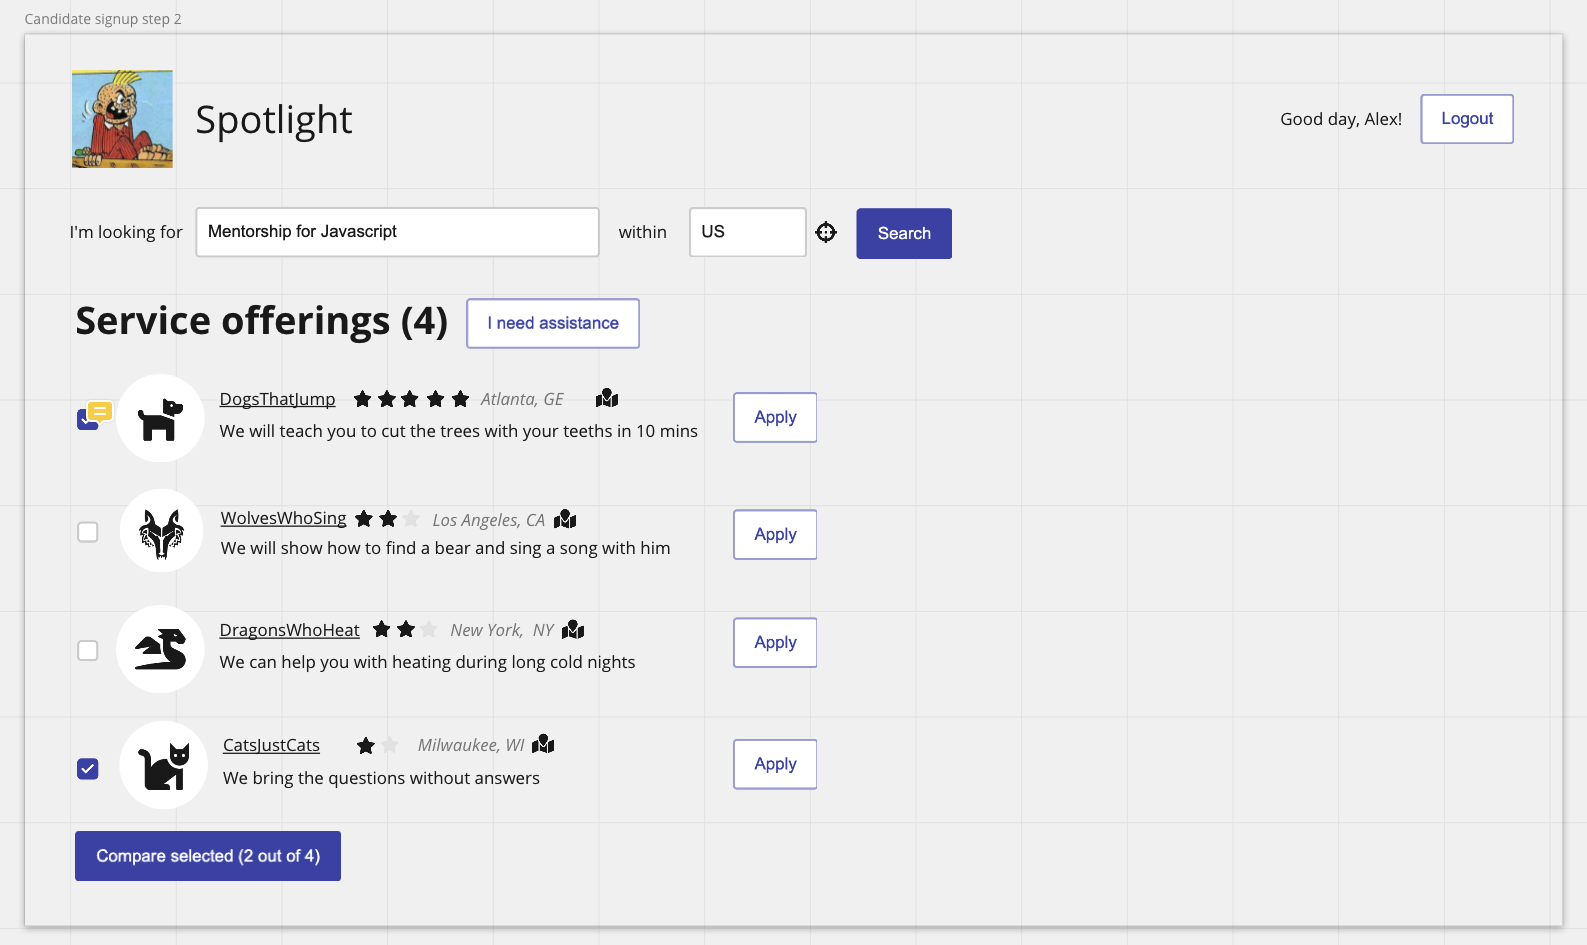 Candidate signup step 2
Spotlight
Good day, Alex!
Logout
I'm looking for
Mentorship for Javascript
within
US
Search
Service offerings (4)
I need assistance
DogsThatJump
Atlanta, GE
We will teach you to cut the trees with your teeths in 10 mins
Apply
WolvesWhoSing
Los Angeles, CA
We will show how to find a bear and sing a song with him
Apply
DragonsWhoHeat
New York, NY
We can help you with heating during long cold nights
Apply
CatsJustCats
Milwaukee, WI
We bring the questions without answers
Apply
Compare selected (2 out of 4)